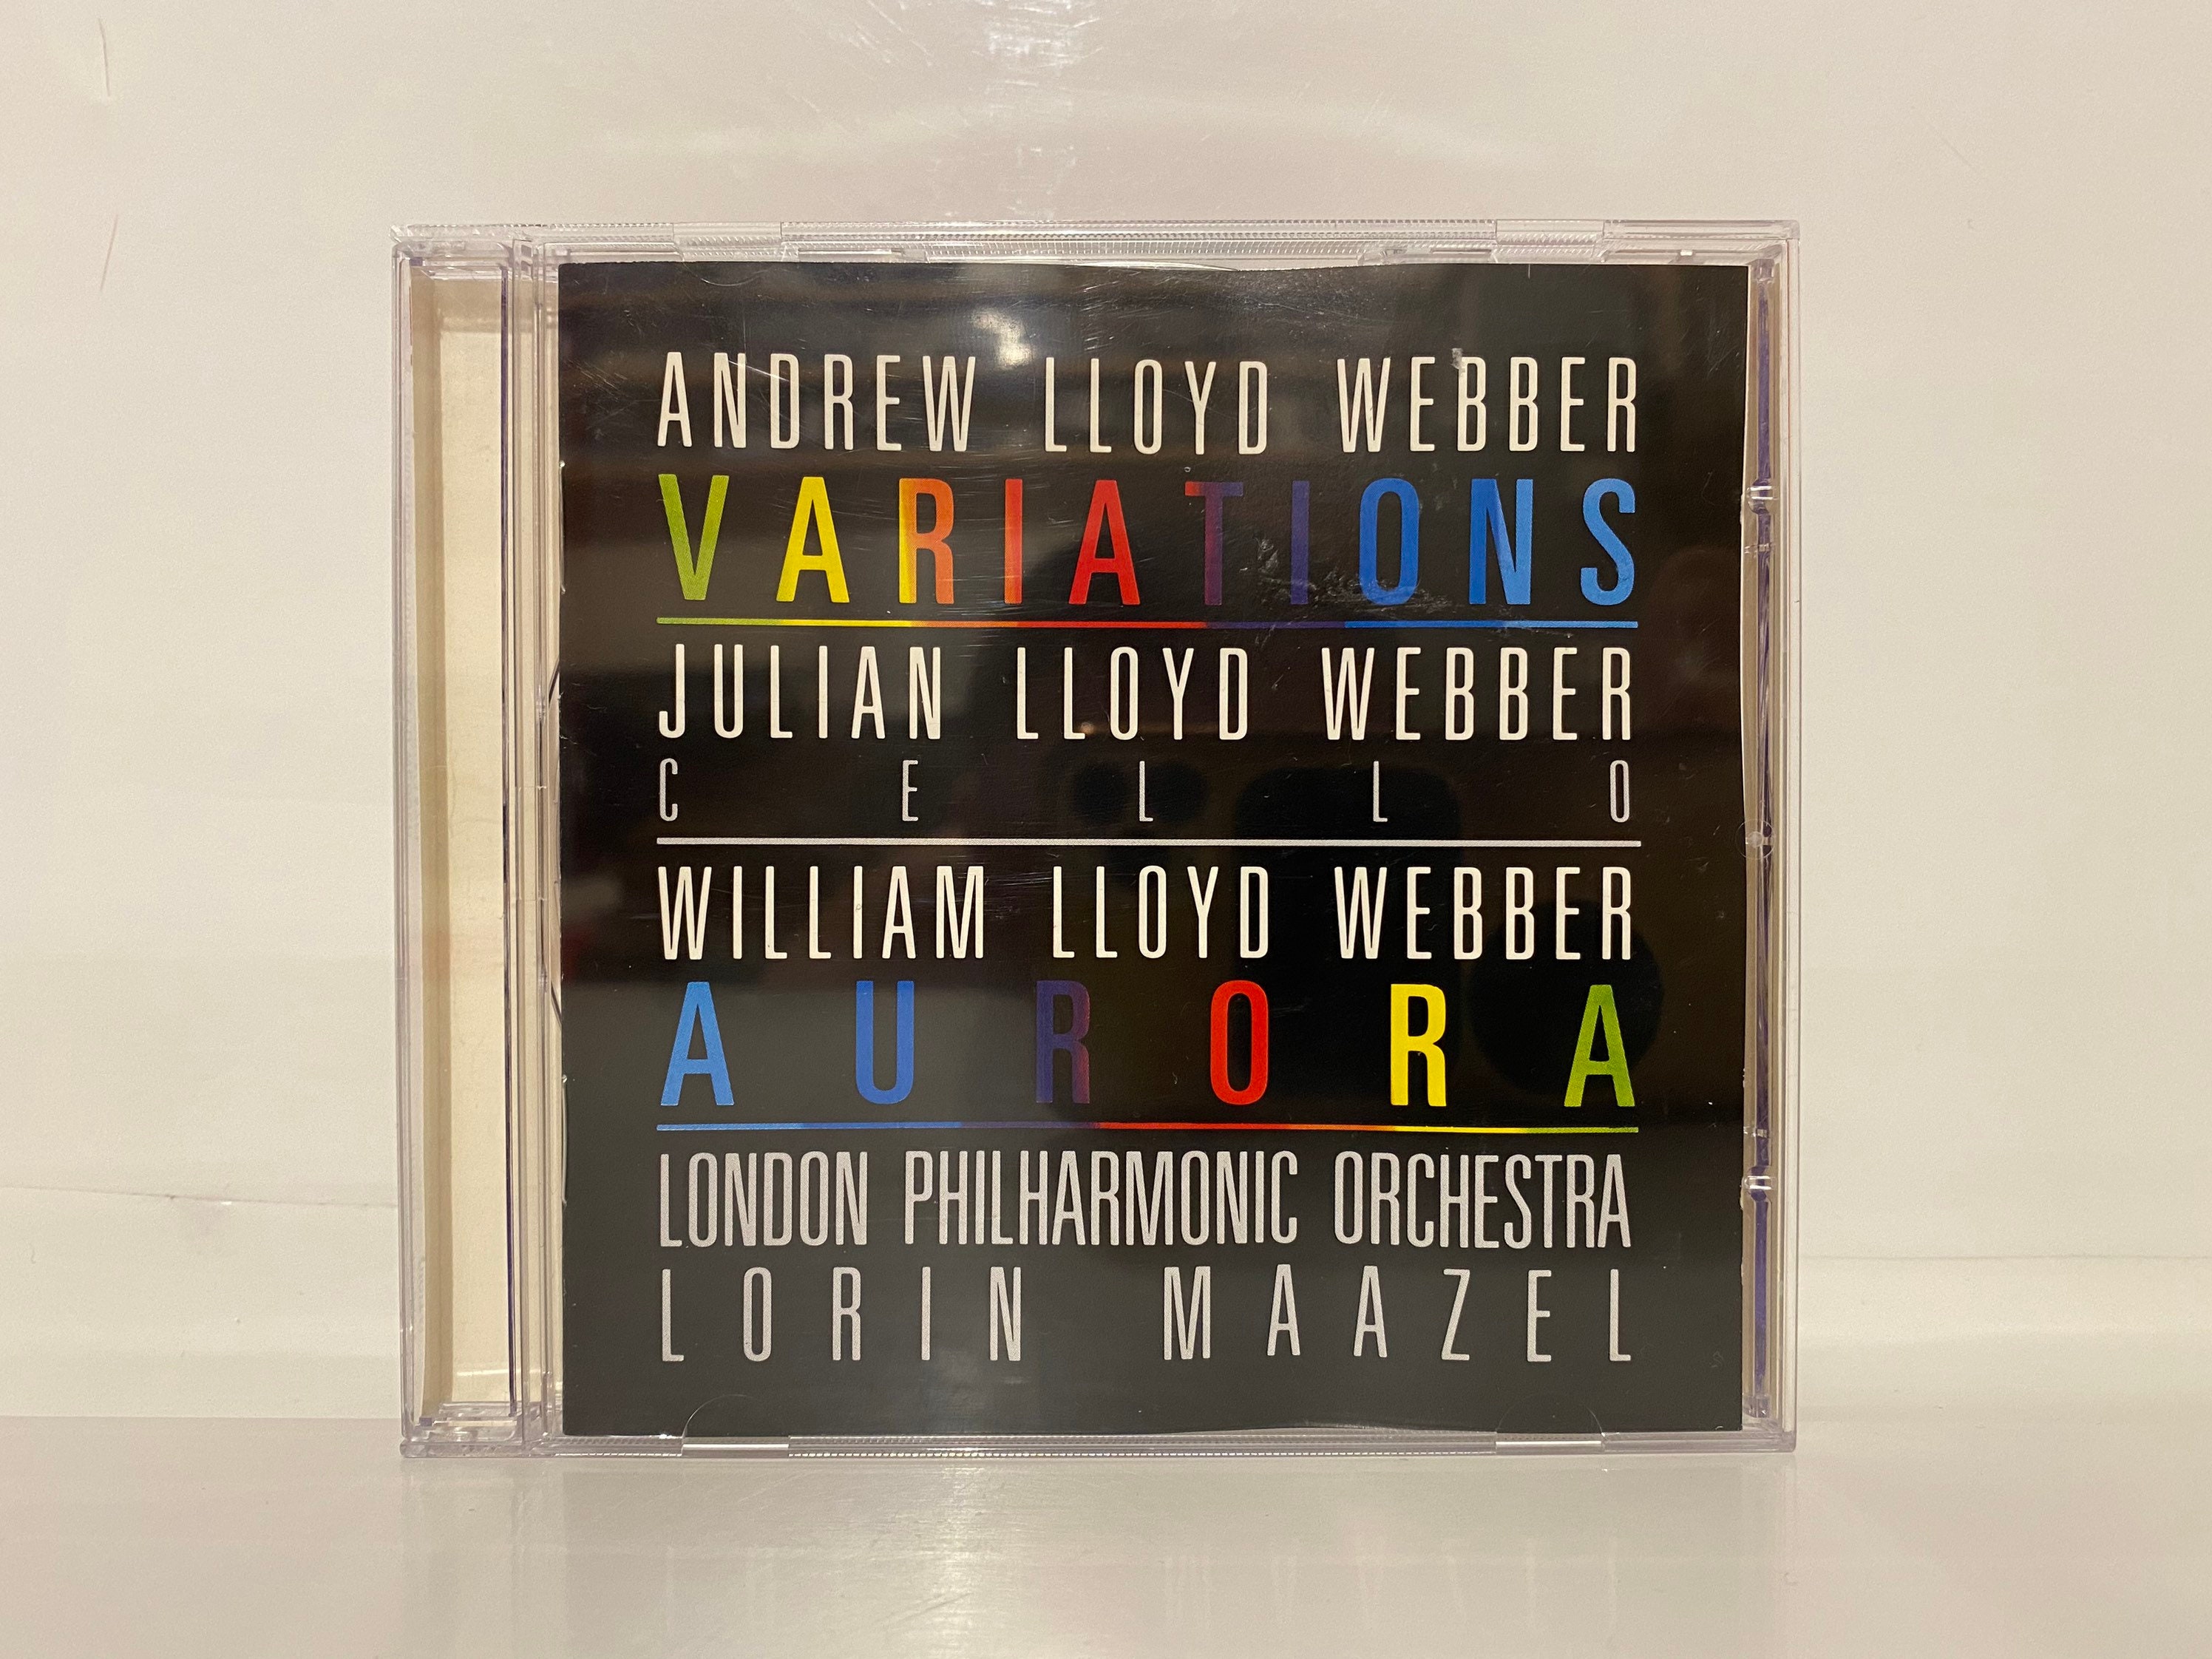 ANDREW LLOYD WEBBER
VARIATIONS
JULIAN LLOYD WEBBER
CELLO
WILLIAM LLOYD WEBBER
AURORA
LONDON PHILHARMONIC ORCHESTRA
LORIN MAAZEL